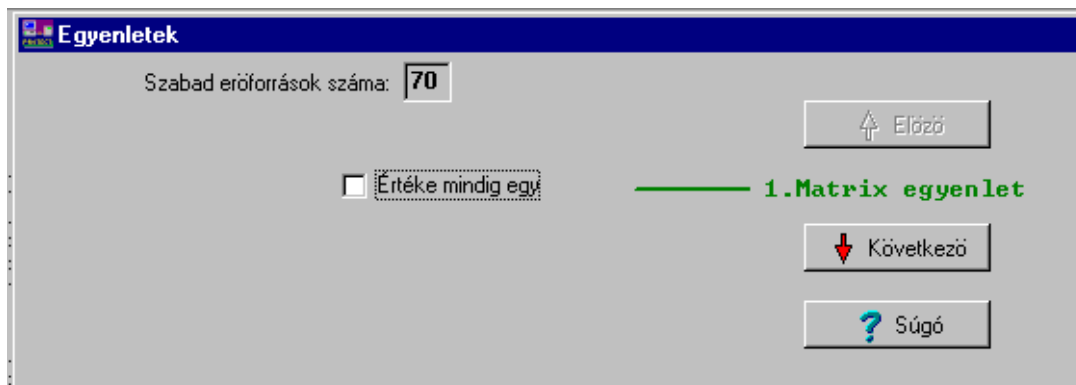 Egyenletek
Szabad erőforrások száma: 70
Előző
Értéke mindig egy
1.Matrix egyenlet
Következő
? Súgó